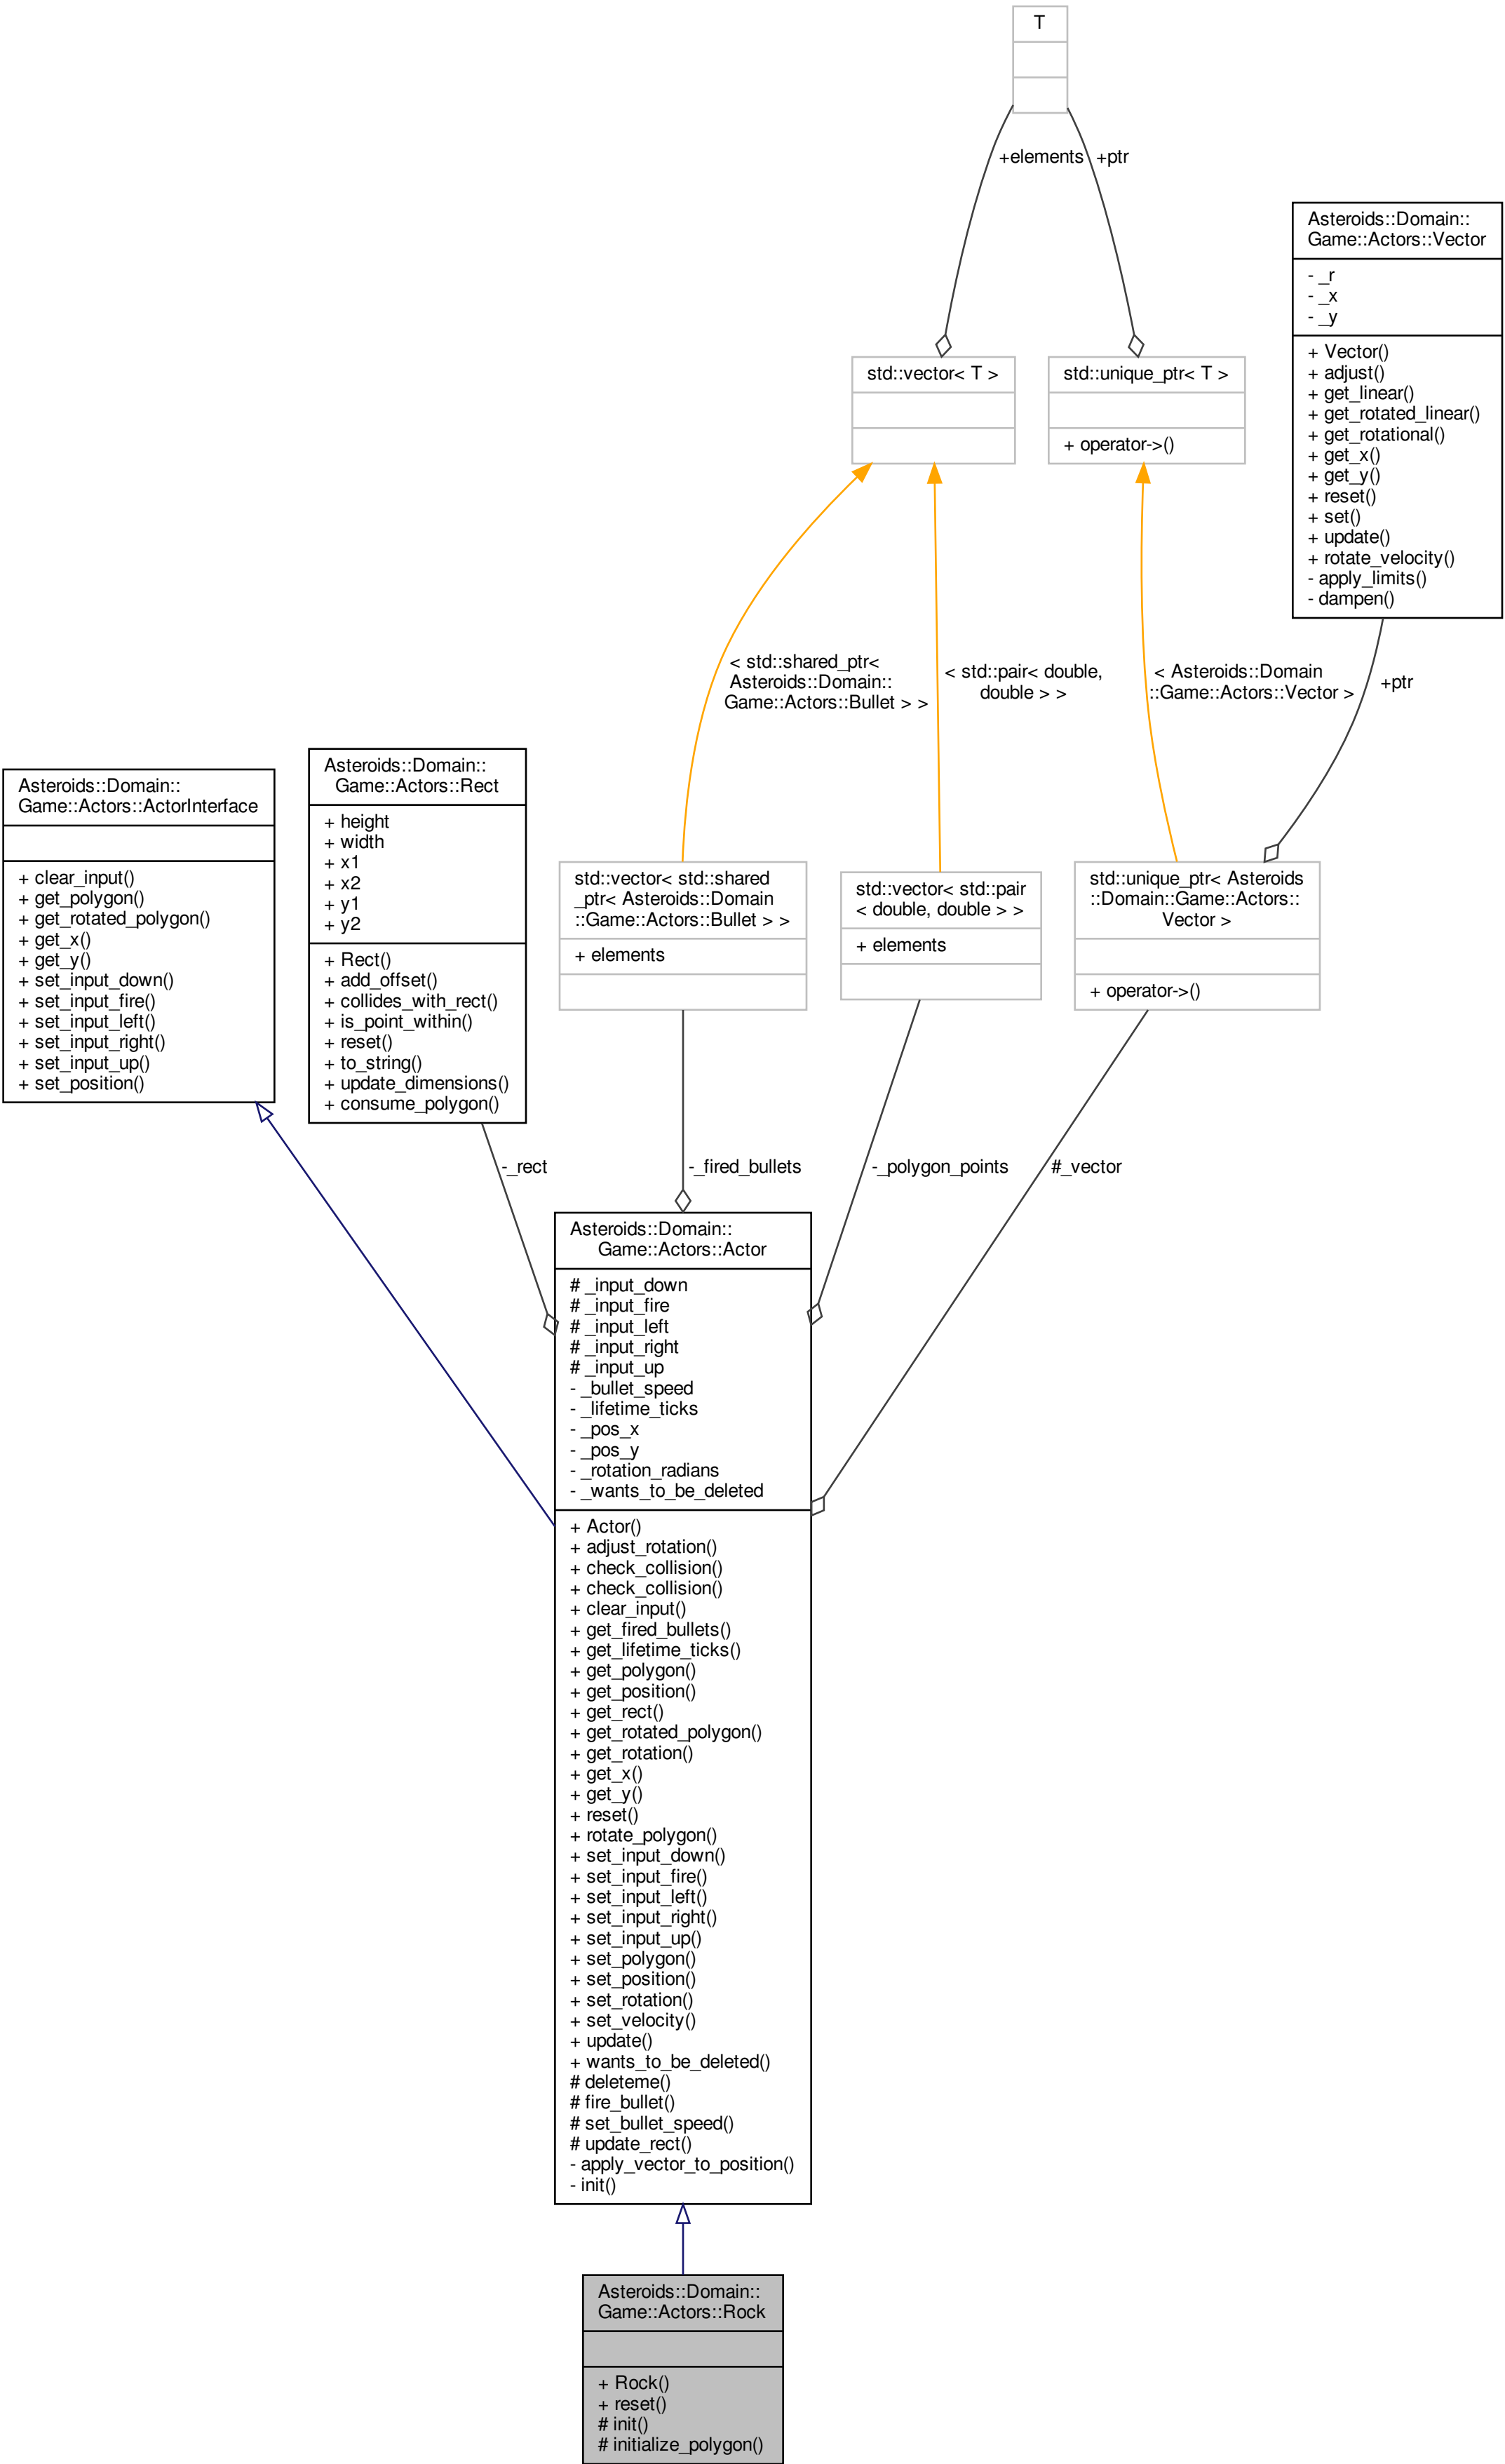 T
+elements
+ptr
Asteroids::Domain::
Game::Actors::Vector
- _r
- _x
- _y
+ Vector()
+ adjust()
+ get_linear()
+ get_rotated_linear()
+ get_rotational()
+ get_x()
+ get_y()
+ reset()
+ set()
+ update()
+ rotate_velocity()
- apply_limits()
- dampen()
std::vector< T >
std::unique_ptr< T >
+ operator->()
< std::shared_ptr<
Asteroids::Domain::
Game::Actors::Bullet > >
< std::pair< double,
double > >
< Asteroids::Domain
::Game::Actors::Vector >
+ptr
Asteroids::Domain::
Game::Actors::ActorInterface
+ clear_input()
+ get_polygon()
+ get_rotated_polygon()
+ get_x()
+ get_y()
+ set_input_down()
+ set_input_fire()
+ set_input_left()
+ set_input_right()
+ set_input_up()
+ set_position()
Asteroids::Domain::
Game::Actors::Rect
+ height
+ width
+ x1
+ x2
+ y1
+ y2
+ Rect()
+ add_offset()
+ collides_with_rect()
+ is_point_within()
+ reset()
+ to_string()
+ update_dimensions()
+ consume_polygon()
std::vector< std::shared
_ptr< Asteroids::Domain
::Game::Actors::Bullet > >
+ elements
std::vector< std::pair
< double, double > >
+ elements
std::unique_ptr< Asteroids
::Domain::Game::Actors::
Vector >
+ operator->()
-_rect
-_fired_bullets
-_polygon_points
#_vector
Asteroids::Domain::
Game::Actors::Actor
# _input_down
# _input_fire
# _input_left
# _input_right
# _input_up
- _bullet_speed
- _lifetime_ticks
- _pos_x
- _pos_y
- _rotation_radians
- _wants_to_be_deleted
+ Actor()
+ adjust_rotation()
+ check_collision()
+ check_collision()
+ clear_input()
+ get_fired_bullets()
+ get_lifetime_ticks()
+ get_polygon()
+ get_position()
+ get_rect()
+ get_rotated_polygon()
+ get_rotation()
+ get_x()
+ get_y()
+ reset()
+ rotate_polygon()
+ set_input_down()
+ set_input_fire()
+ set_input_left()
+ set_input_right()
+ set_input_up()
+ set_polygon()
+ set_position()
+ set_rotation()
+ set_velocity()
+ update()
+ wants_to_be_deleted()
# deleteme()
# fire_bullet()
# set_bullet_speed()
# update_rect()
- apply_vector_to_position()
- init()
Asteroids::Domain::
Game::Actors::Rock
+ Rock()
+ reset()
# init()
# initialize_polygon()